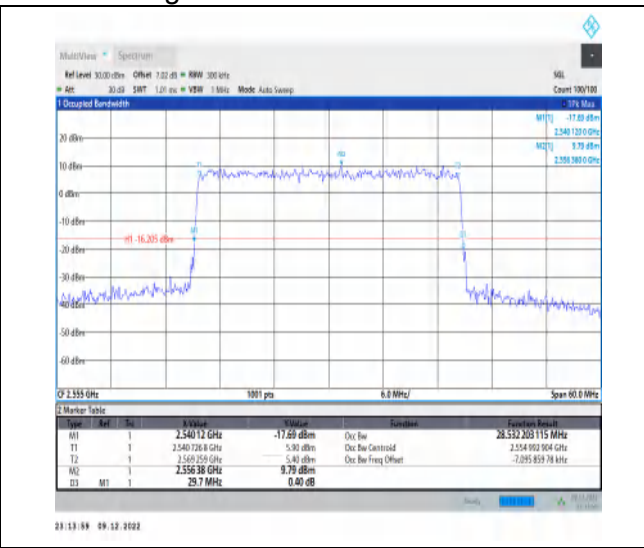 MultiView Spectrum
Ref Level 30.00 dBm Offset 7.02 dB RBW 300 kHz SGL
Att 30 dB SWT 1.01 ms VBW 1 MHz Mode Auto Sweep Count 100/100
1 Occupied Bandwidth 1Pk Max
M1[1] -17.69 dBm
2.540 120 0 GHz
M2[1] 9.79 dBm
2.556 380 0 GHz
20 dBm
10 dBm
T1
M2
T2
0 dBm
-10 dBm
M1
H1 -16.205 dBm
D3
-20 dBm
-30 dBm
-40 dBm
-50 dBm
-60 dBm
CF 2.555 GHz 1001 pts 6.0 MHz/ Span 60.0 MHz
2 Marker Table
Type Ref Trc X-Value Y-Value Function Function Result
M1 1 2.54012 GHz -17.69 dBm Occ Bw 28.532 203 115 MHz
T1 1 2.540 726 8 GHz 5.90 dBm Occ Bw Centroid 2.554 992 904 GHz
T2 1 2.569 259 GHz 5.40 dBm Occ Bw Freq Offset -7.095 859 78 kHz
M2 1 2.55638 GHz 9.79 dBm
D3 M1 1 29.7 MHz 0.40 dB
Ready
23:13:59 09.12.2022